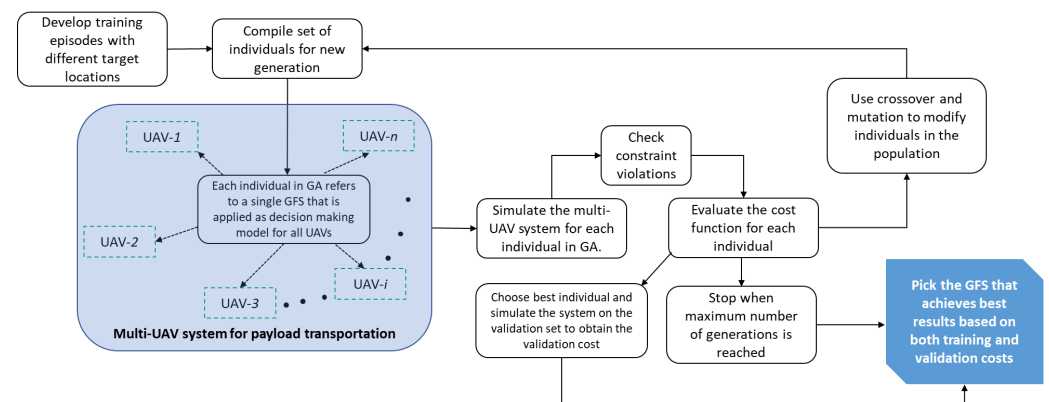 Develop training
episodes with
different target
locations
Compile set of
individuals for new
generation
Use crossover and
mutation to modify
individuals in the
population
UAV-1
UAV-n
Each individual in GA refers
to a single GFS that is
applied as decision making
model for all UAVs
UAV-2
UAV-3
UAV-i
Multi-UAV system for payload transportation
Check
constraint
violations
Simulate the multi-
UAV system for each
individual in GA.
Evaluate the cost
function for each
individual
Choose best individual and
simulate the system on the
validation set to obtain the
validation cost
Stop when
maximum number
of generations is
reached
Pick the GFS that
achieves best
results based on
both training and
validation costs